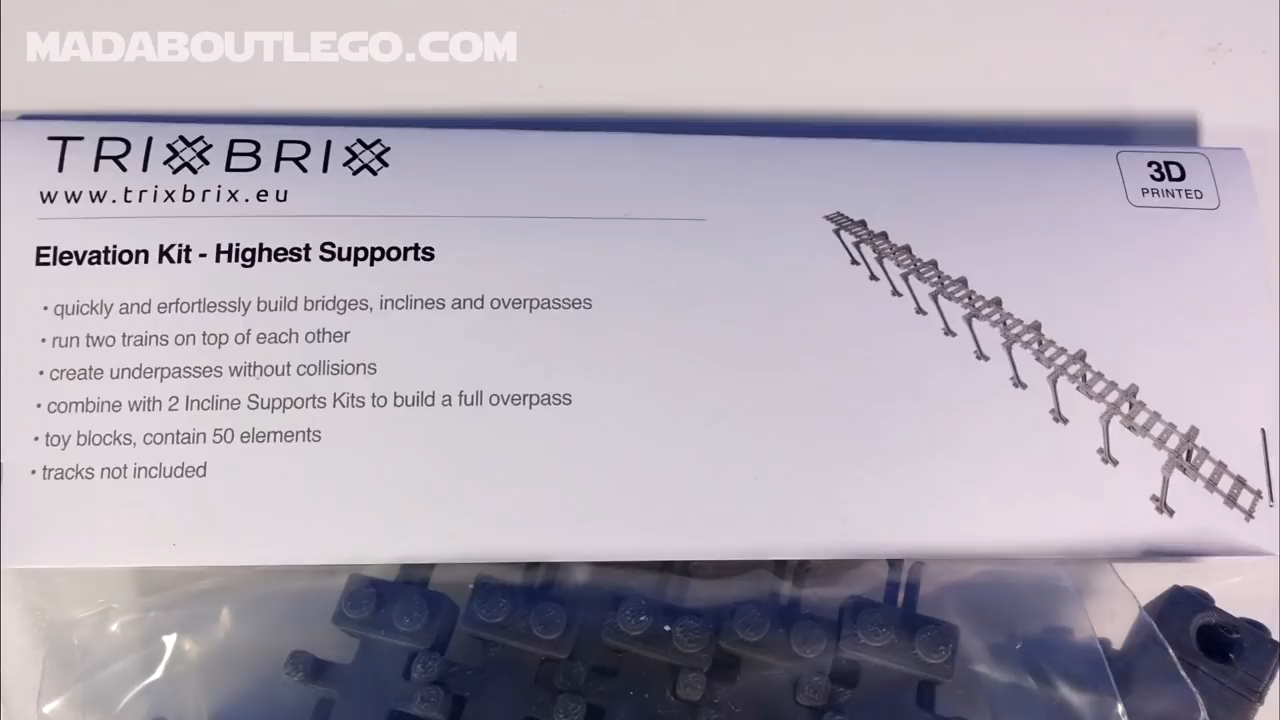 MADABOUTLEGO.COM
TRIXBRIX
www.trixbrix.eu
3D
PRINTED
Elevation Kit - Highest Supports
• quickly and erfortlessly build bridges, inclines and overpasses
• run two trains on top of each other
• create underpasses without collisions
• combine with 2 Incline Supports Kits to build a full overpass
• toy blocks, contain 50 elements
• tracks not included